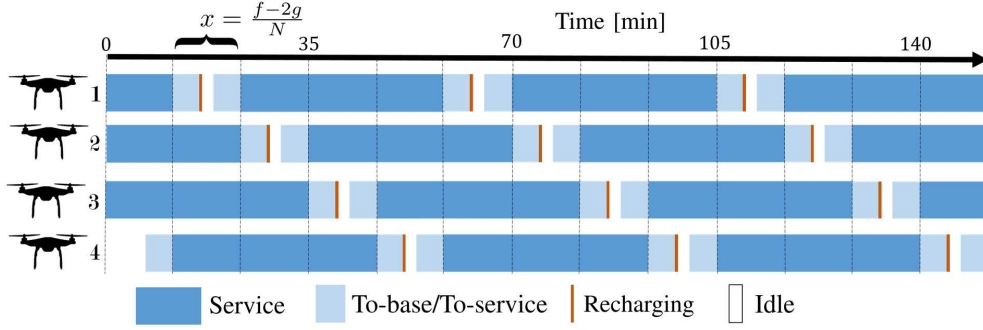 x = \frac{f-2g}{N}
Time [min]
0 35 70 105 140
1
2
3
4
Service To-base/To-service Recharging Idle